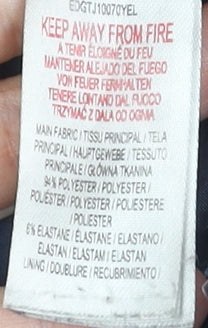 EDGTJ10070YEL
KEEP AWAY FROM FIRE
A TENIR ÉLOIGNÉ DU FEU
MANTENER ALEJADO DEL FUEGO
VON FEUER FERNHALTEN
TENERE LONTANO DAL FUOCO
TRZYMAĆ Z DALA OD OGNIA
MAIN FABRIC / TISSU PRINCIPAL / TELA
PRINCIPAL / HAUPTGEWEBE / TESSUTO
PRINCIPALE / GŁÓWNA TKANINA
94 % POLYESTER / POLYESTER /
POLIÉSTER / POLYESTER / POLIESTERE
/ POLIESTER
6% ELASTANE / ÉLASTANE / ELASTANO /
ELASTAN / ELASTAM / ELASTAN
LINING / DOUBLURE / RECUBRIMIENTO /